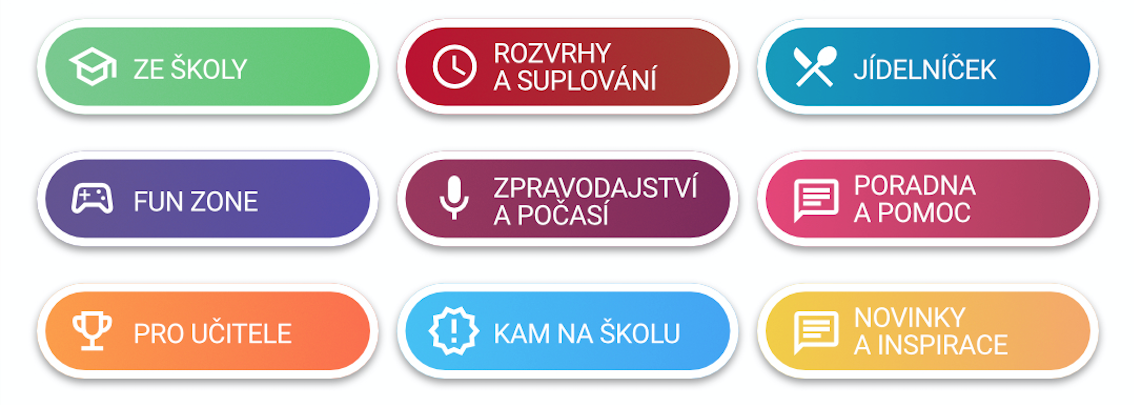 ZE ŠKOLY
ROZVRHY
A SUPLOVÁNÍ
JÍDELNÍČEK
FUN ZONE
ZPRAVODAJSTVÍ
A POČASÍ
PORADNA
A POMOC
PRO UČITELE
KAM NA ŠKOLU
NOVINKY
A INSPIRACE